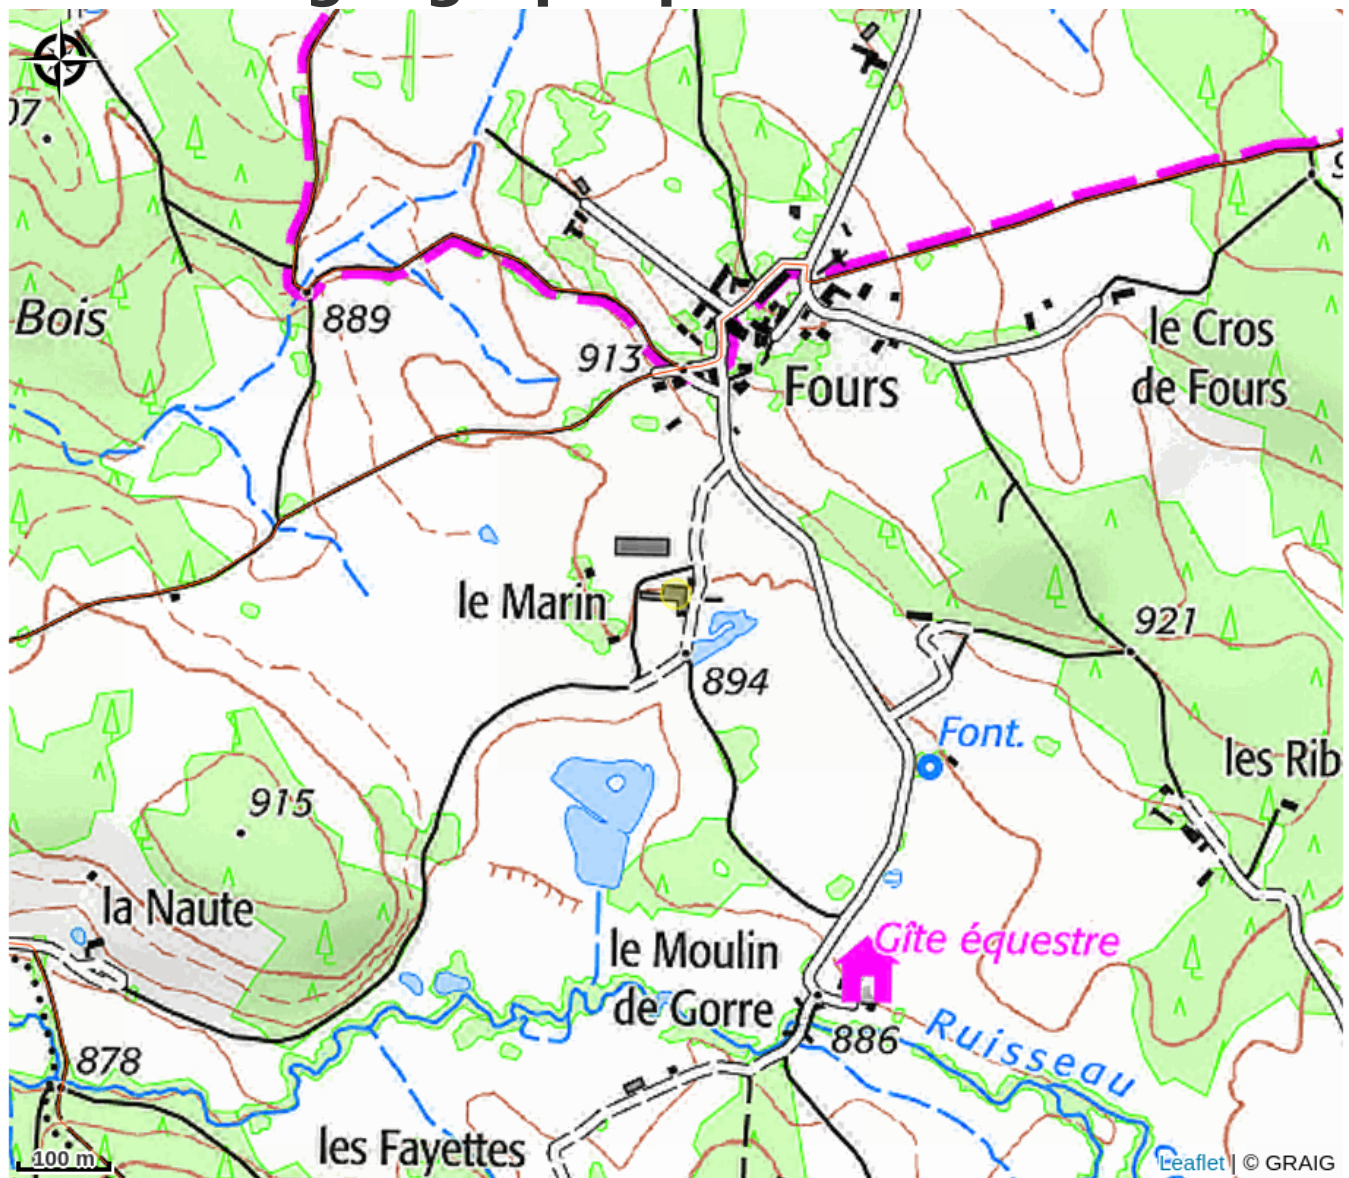 07
Bois
889
913
Fours
le Cros
de Fours
le Marin
921
894
Font.
les Rib
915
la Naute
Gîte équestre
le Moulin
de Gorre
886
Ruisseau
878
les Fayettes
100 m
Leaflet | © GRAIG